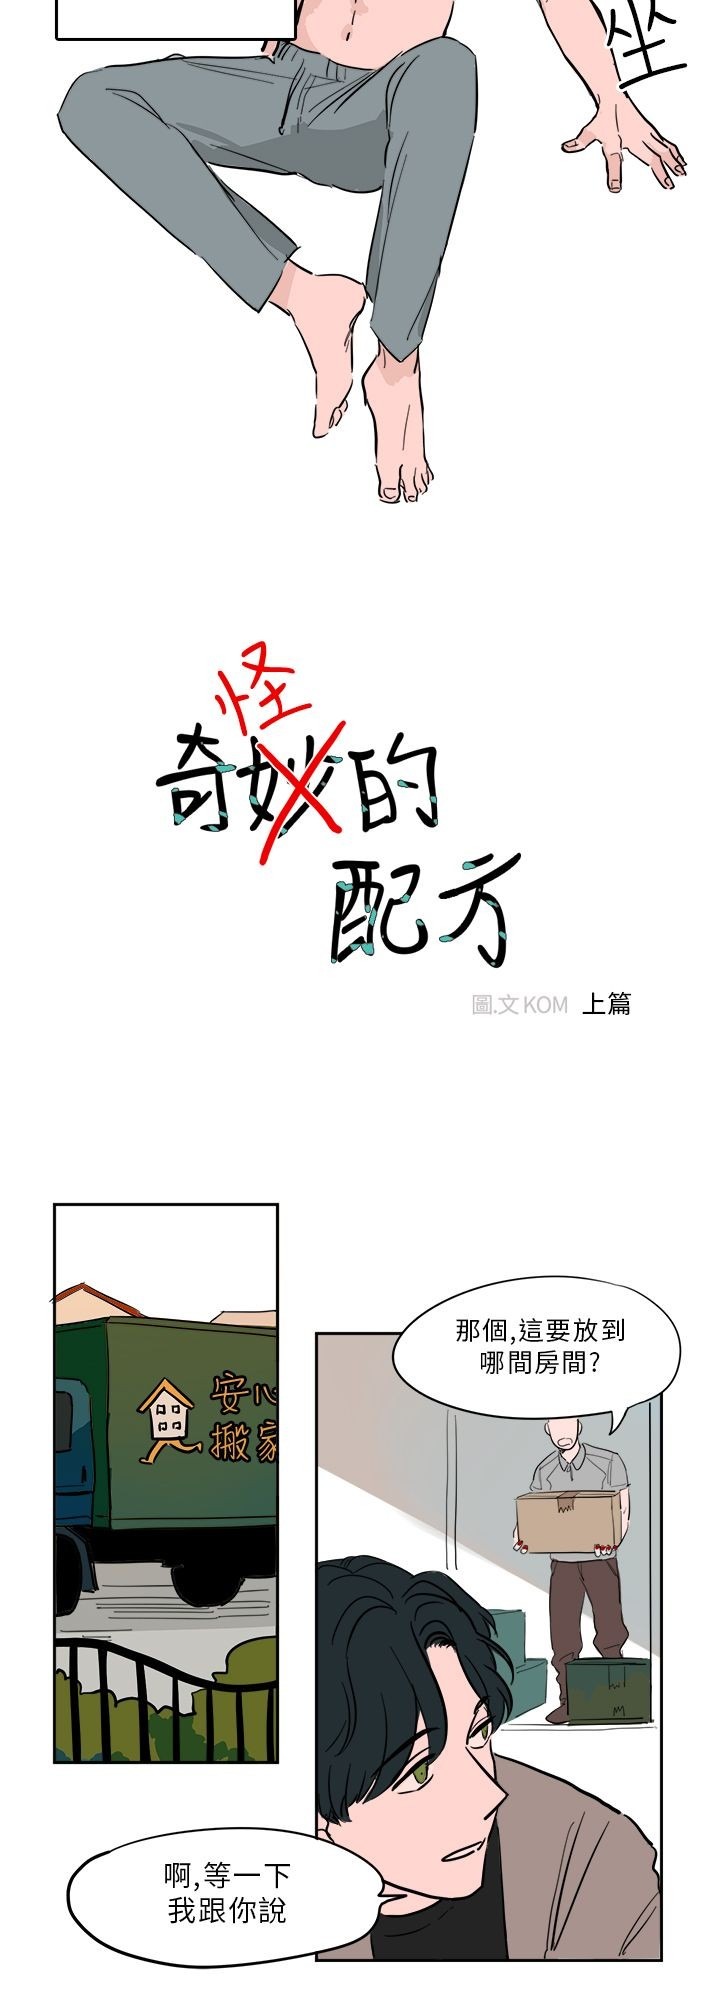 坐
怪
奇妙的
配方
圖.文 KOM 上篇
安心
搬家
那個,這要放到
哪間房間?
啊,等一下
我跟你說